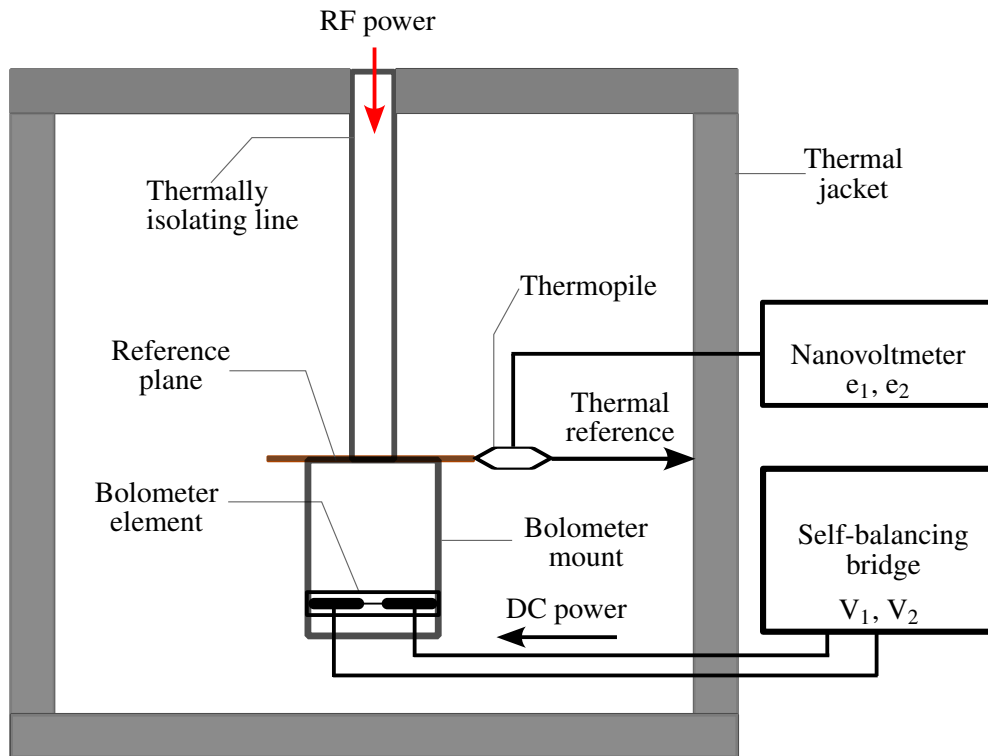 RF power
Thermally
isolating line
Thermal
jacket
Thermopile
Reference
plane
Nanovoltmeter
e₁, e₂
Thermal
reference
Bolometer
element
Bolometer
mount
Self-balancing
bridge
V₁, V₂
DC power